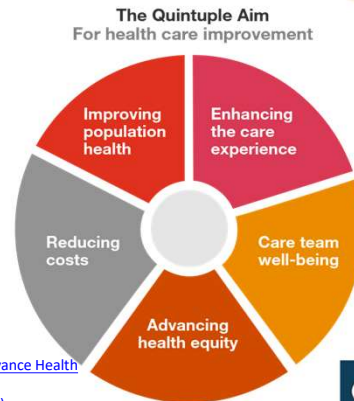 The Quintuple Aim
For health care improvement
Improving
population
health
Enhancing
the care
experience
Reducing
costs
Care team
well-being
Advancing
health equity
vance Health